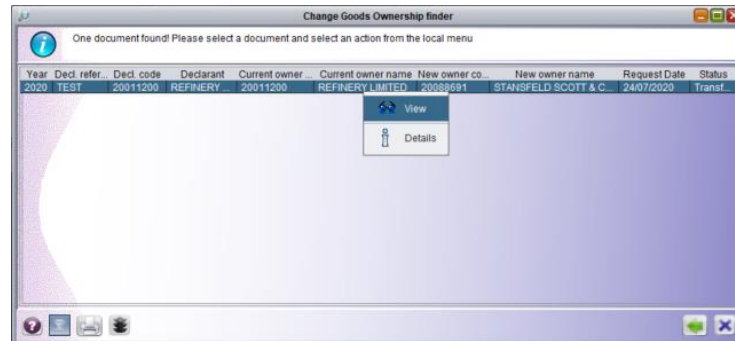 Change Goods Ownership finder
One document found! Please select a document and select an action from the local menu
Year Decl. refer... Decl. code Declarant Current owner ... Current owner name New owner co... New owner name Request Date Status
2020 TEST 20011200 REFINERY ... 20011200 REFINERY LIMITED 20088691 STANSFELD SCOTT & C... 24/07/2020 Transf...
View
Details